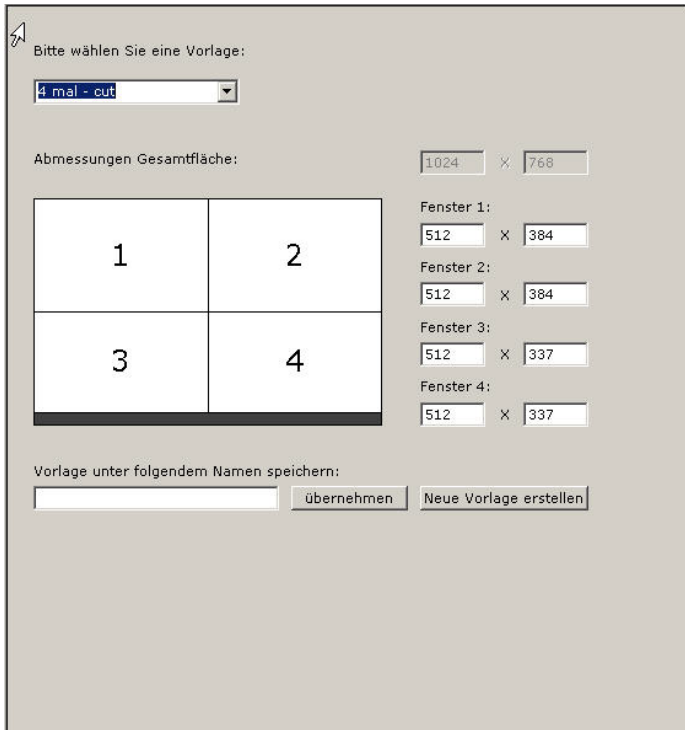 Bitte wählen Sie eine Vorlage:
4 mal - cut
Abmessungen Gesamtfläche:
1024 x 768
Fenster 1:
1 2
512 X 384
Fenster 2:
512 X 384
Fenster 3:
3 4
512 X 337
Fenster 4:
512 X 337
Vorlage unter folgendem Namen speichern:
übernehmen Neue Vorlage erstellen